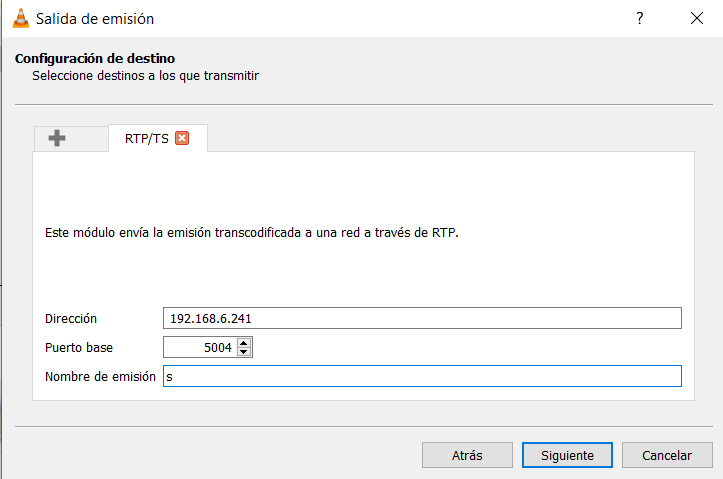 Salida de emisión
?
Configuración de destino
Seleccione destinos a los que transmitir
RTP/TS
Este módulo envía la emisión transcodificada a una red a través de RTP.
Dirección 192.168.6.241
Puerto base 5004
Nombre de emisión s
Atrás Siguiente Cancelar